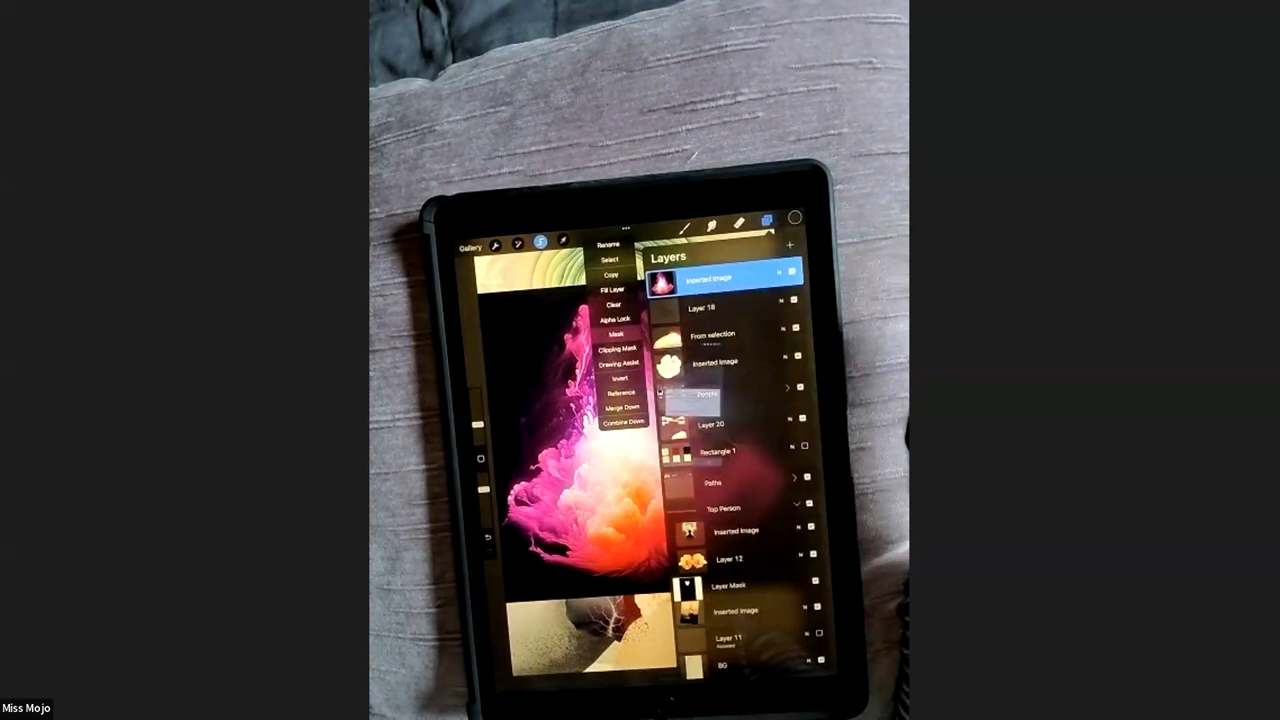 Gallery
Rename
Select
Copy
Fill Layer
Clear
Alpha Lock
Mask
Clipping Mask
Drawing Assist
Invert
Reference
Merge Down
Combine Down
Layers
Inserted Image N
Layer 18 N
From selection N
Inserted Image N
People
Layer 20 N
Rectangle 1 N
Paths
Top Person
Inserted Image N
Layer 12 N
Layer Mask
Inserted Image N
Layer 11 N
BG N
Miss Mojo